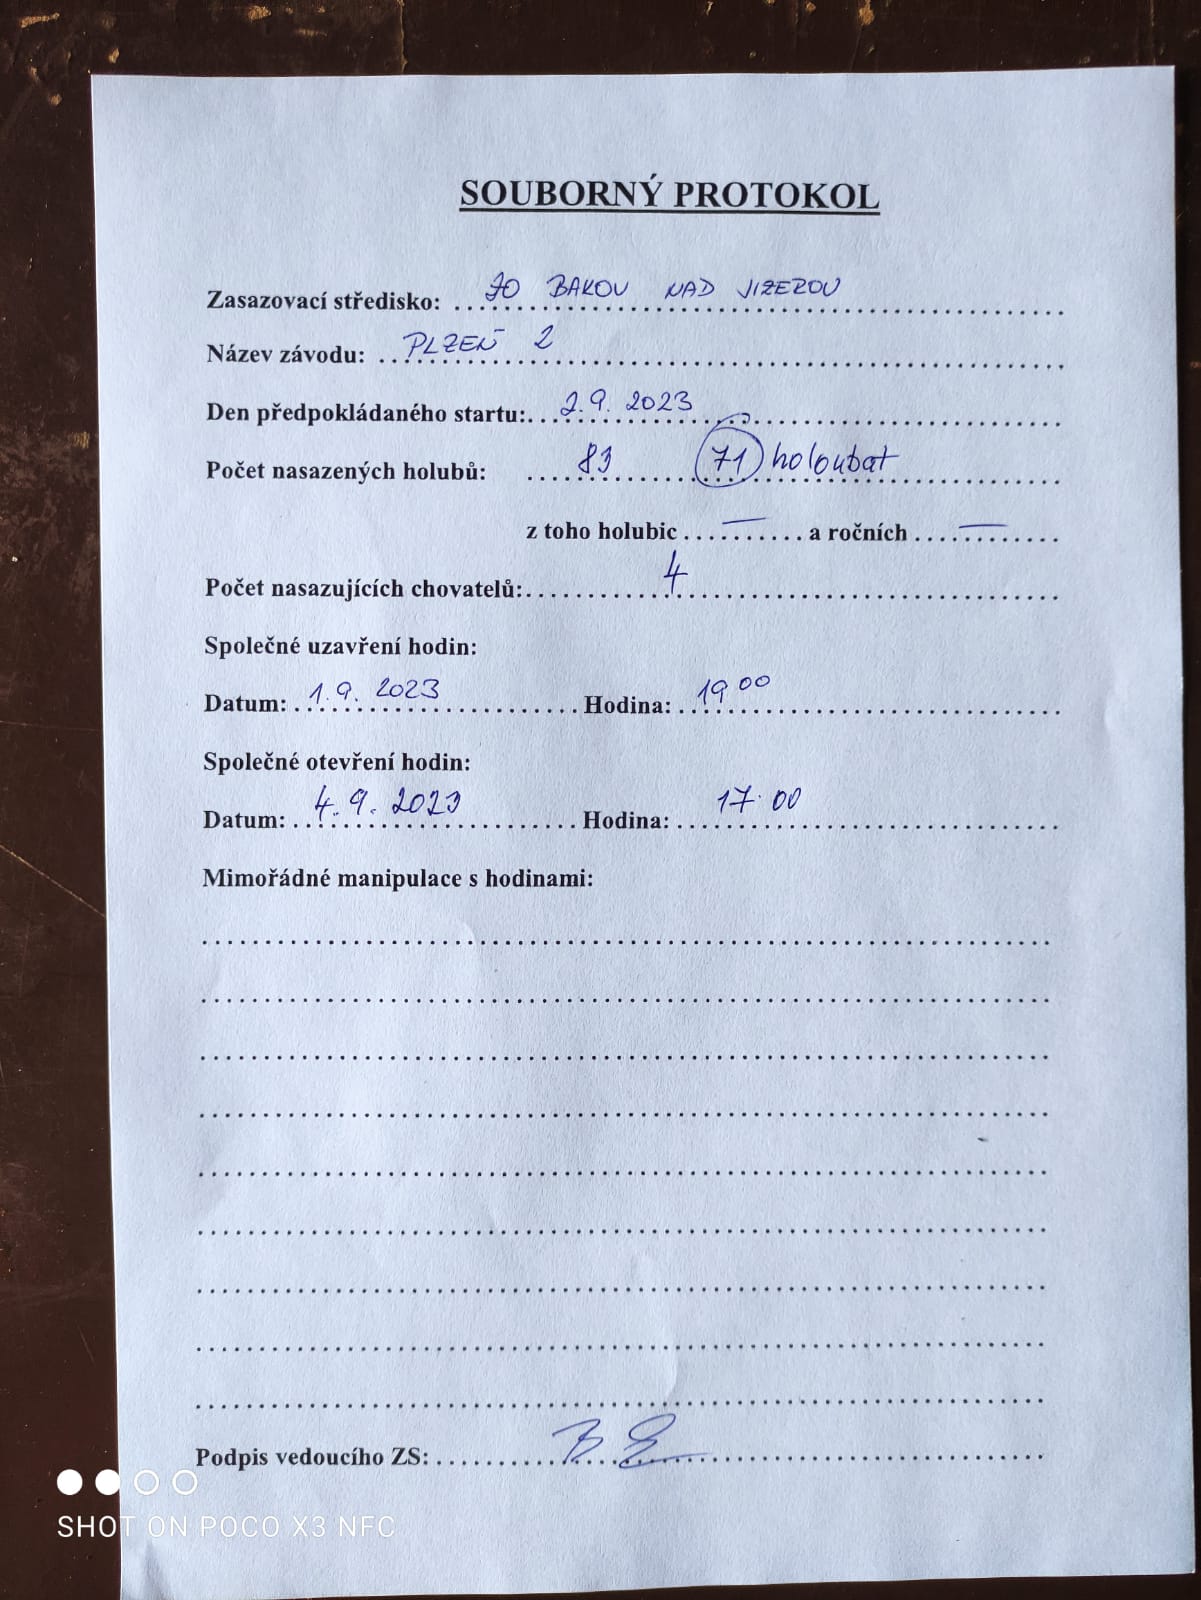 SOUBORNÝ PROTOKOL
Zasazovací středisko: ZO BAKOV NAD JIZEROU
Název závodu: PLZEŇ 2
Den předpokládaného startu: 2.9. 2023
Počet nasazených holubů: 83 71 holoubat
z toho holubic — a ročních —
Počet nasazujících chovatelů: 4
Společné uzavření hodin:
Datum: 1.9. 2023 Hodina: 19 00
Společné otevření hodin:
Datum: 4.9. 2023 Hodina: 17.00
Mimořádné manipulace s hodinami:
Podpis vedoucího ZS:
SHOT ON POCO X3 NFC